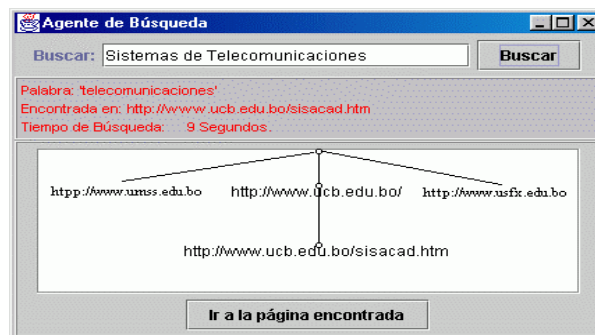 Agente de Búsqueda
Buscar: Sistemas de Telecomunicaciones Buscar
Palabra: 'telecomunicaciones'
Encontrada en: http://www.ucb.edu.bo/sisacad.htm
Tiempo de Búsqueda: 9 Segundos.
htpp://www.umss.edu.bo http://www.ucb.edu.bo/ http://www.usfx.edu.bo
http://www.ucb.edu.bo/sisacad.htm
Ir a la página encontrada